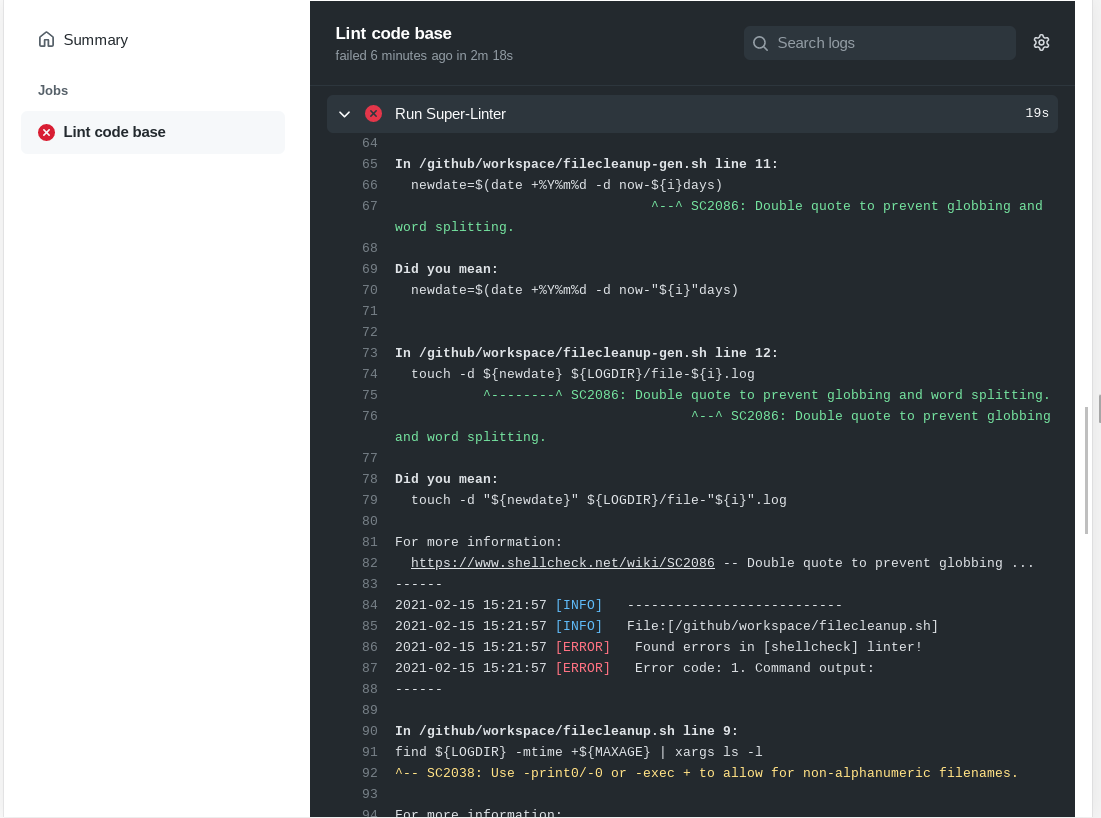 Summary
Jobs
Lint code base
Lint code base
failed 6 minutes ago in 2m 18s
Search logs
Run Super-Linter 19s
64
65 In /github/workspace/filecleanup-gen.sh line 11:
66 newdate=$(date +%Y%m%d -d now-${i}days)
67 ^--^ SC2086: Double quote to prevent globbing and
word splitting.
68
69 Did you mean:
70 newdate=$(date +%Y%m%d -d now-"${i}"days)
71
72
73 In /github/workspace/filecleanup-gen.sh line 12:
74 touch -d ${newdate} ${LOGDIR}/file-${i}.log
75 ^--------^ SC2086: Double quote to prevent globbing and word splitting.
76 ^--^ SC2086: Double quote to prevent globbing
and word splitting.
77
78 Did you mean:
79 touch -d "${newdate}" ${LOGDIR}/file-"${i}".log
80
81 For more information:
82 https://www.shellcheck.net/wiki/SC2086 -- Double quote to prevent globbing ...
83 ------
84 2021-02-15 15:21:57 [INFO] ---------------------------
85 2021-02-15 15:21:57 [INFO] File:[/github/workspace/filecleanup.sh]
86 2021-02-15 15:21:57 [ERROR] Found errors in [shellcheck] linter!
87 2021-02-15 15:21:57 [ERROR] Error code: 1. Command output:
88 ------
89
90 In /github/workspace/filecleanup.sh line 9:
91 find ${LOGDIR} -mtime +${MAXAGE} | xargs ls -l
92 ^-- SC2038: Use -print0/-0 or -exec + to allow for non-alphanumeric filenames.
93
94 For more information: